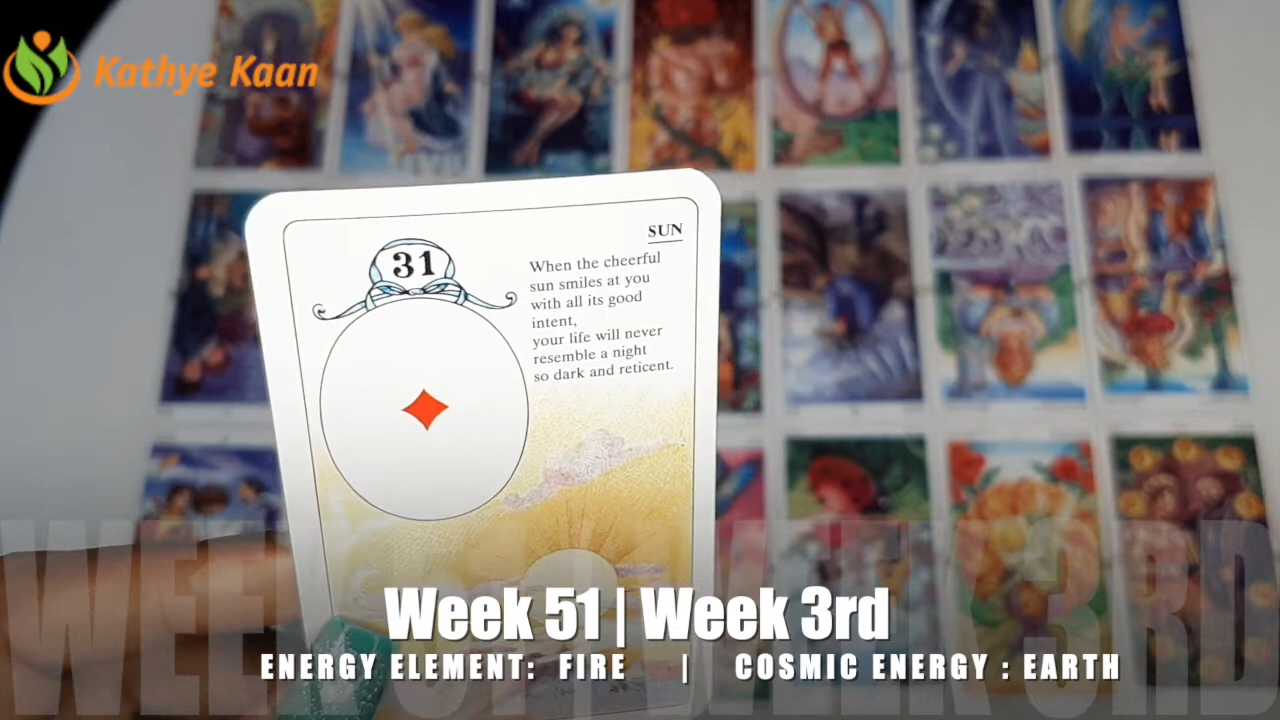 Kathye Kaan
SUN
31
When the cheerful
sun smiles at you
with all its good
intent,
your life will never
resemble a night
so dark and reticent.
Week 51 | Week 3rd
ENERGY ELEMENT: FIRE | COSMIC ENERGY : EARTH